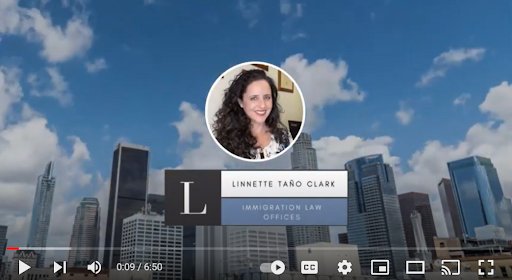 LINNETTE TAÑO CLARK
L
IMMIGRATION LAW
OFFICES
0:09 / 6:50
CC